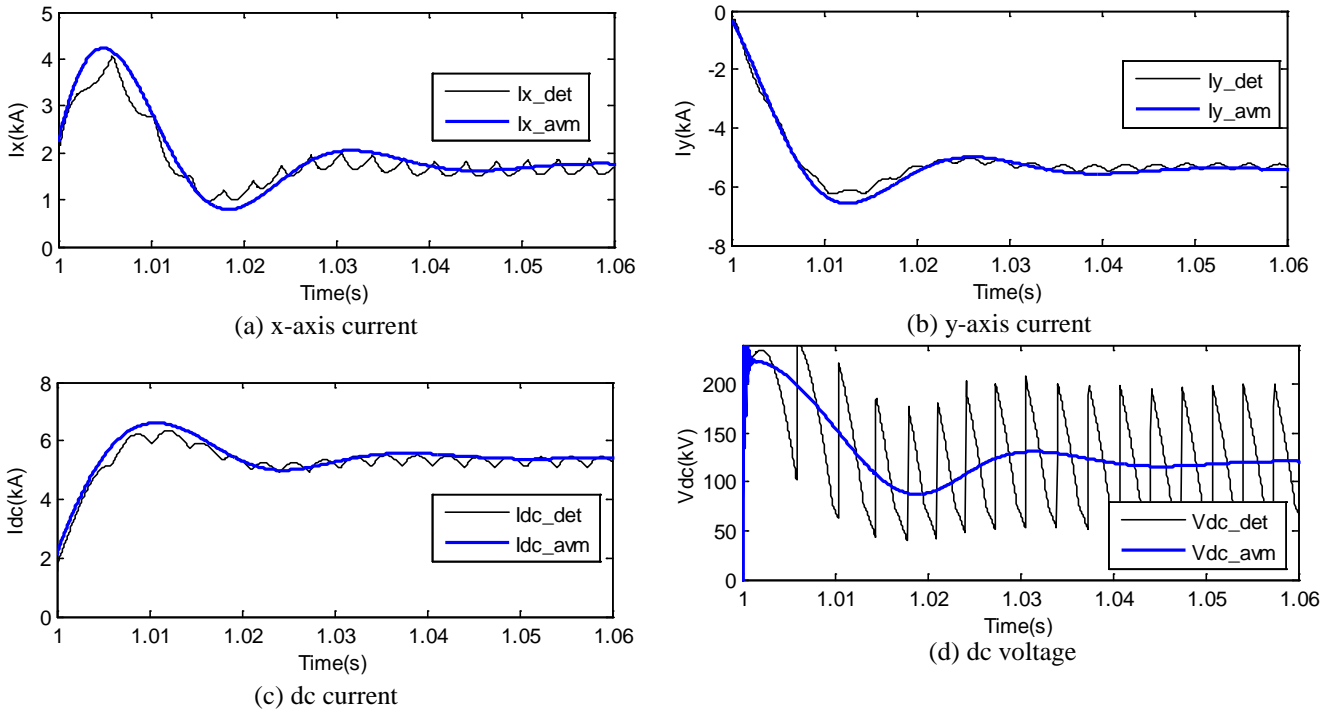 5
4
3
2
1
0
Ix(kA)
Ix_det
Ix_avm
1 1.01 1.02 1.03 1.04 1.05 1.06
Time(s)
(a) x-axis current
0
-2
-4
-6
-8
Iy(kA)
Iy_det
Iy_avm
1 1.01 1.02 1.03 1.04 1.05 1.06
Time(s)
(b) y-axis current
8
6
4
2
0
Idc(kA)
Idc_det
Idc_avm
1 1.01 1.02 1.03 1.04 1.05 1.06
Time(s)
(c) dc current
200
150
100
50
0
Vdc(kV)
Vdc_det
Vdc_avm
1 1.01 1.02 1.03 1.04 1.05 1.06
Time(s)
(d) dc voltage